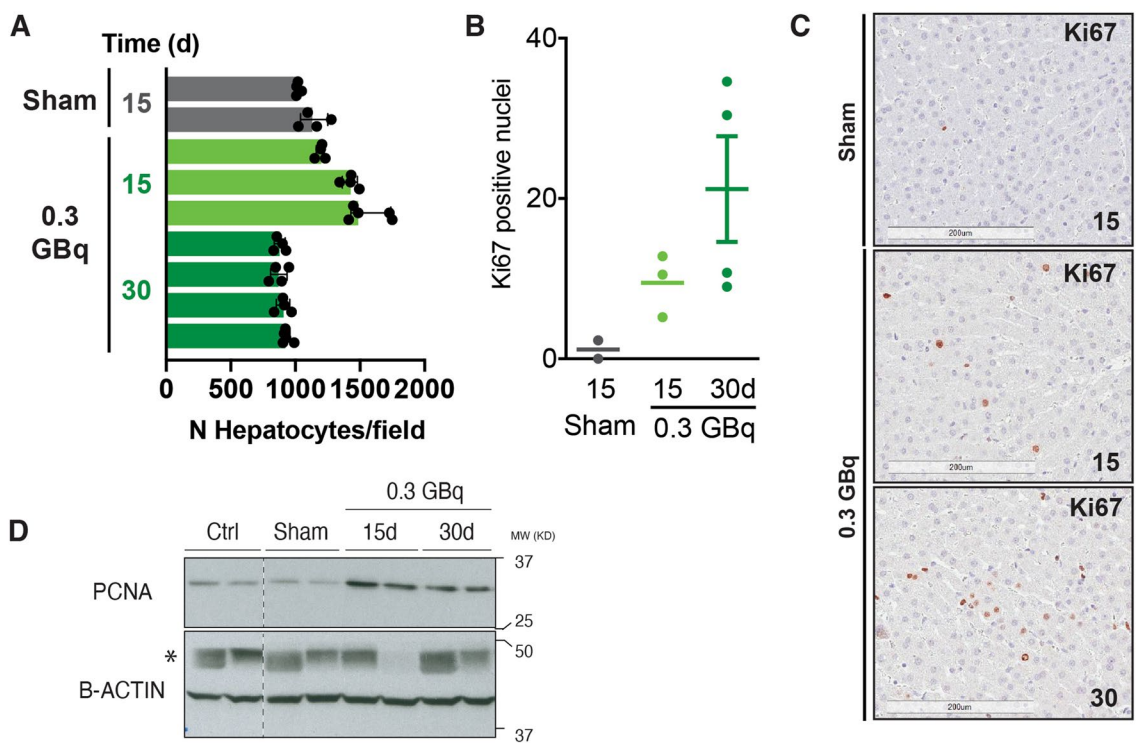 A
Time (d)
Sham
15
0.3
GBq
15
30
0
500
1000
1500
2000
N Hepatocytes/field
B
Ki67 positive nuclei
40
20
0
15
15
30d
Sham
0.3 GBq
C
Sham
Ki67
200um
15
0.3 GBq
Ki67
200um
15
Ki67
200um
30
D
0.3 GBq
Ctrl
Sham
15d
30d
MW (KD)
PCNA
37
25
*
B-ACTIN
50
37